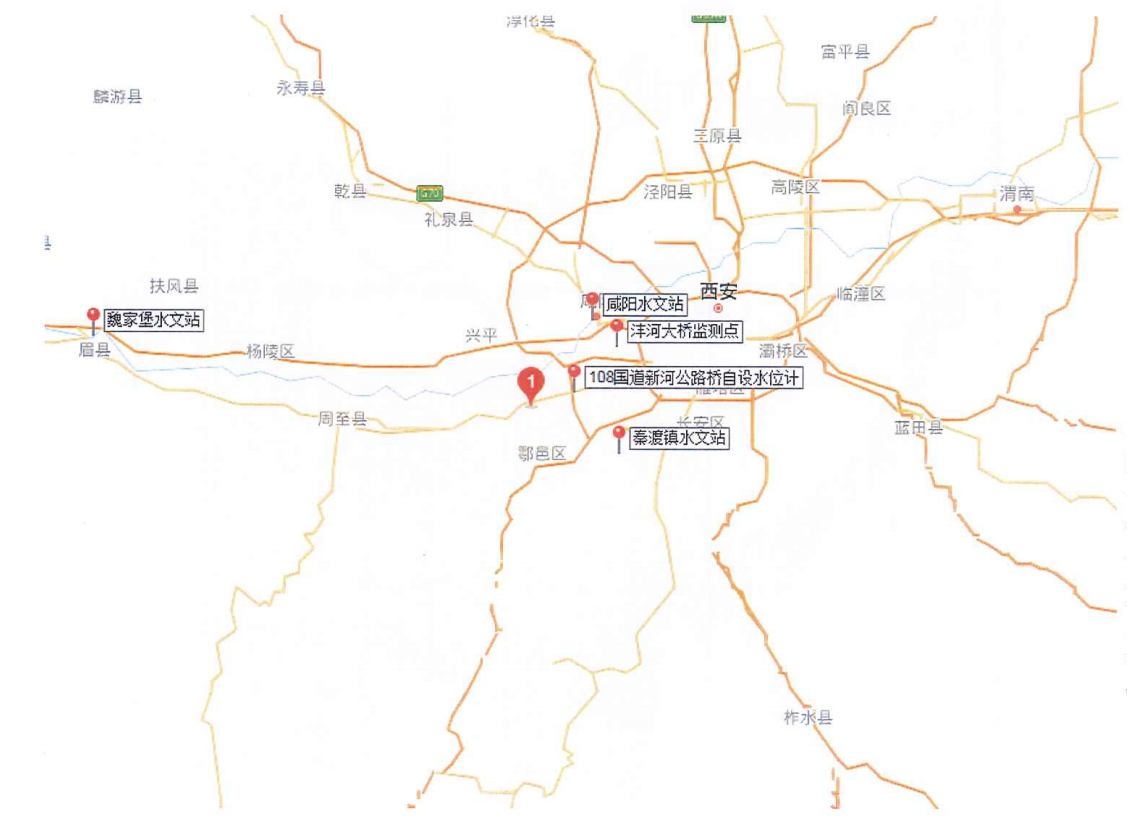 淳化县
富平县
永寿县
麟游县
阎良区
三原县
G70
乾县
泾阳县
高陵区
渭南
礼泉县
县
扶风县
西安
临潼区
咸阳水文站
魏家堡水文站
沣河大桥监测点
兴平
眉县
杨陵区
灞桥区
1
108国道新河公路桥自设水位计
雁塔区
周至县
长安区
蓝田县
秦渡镇水文站
鄠邑区
柞水县